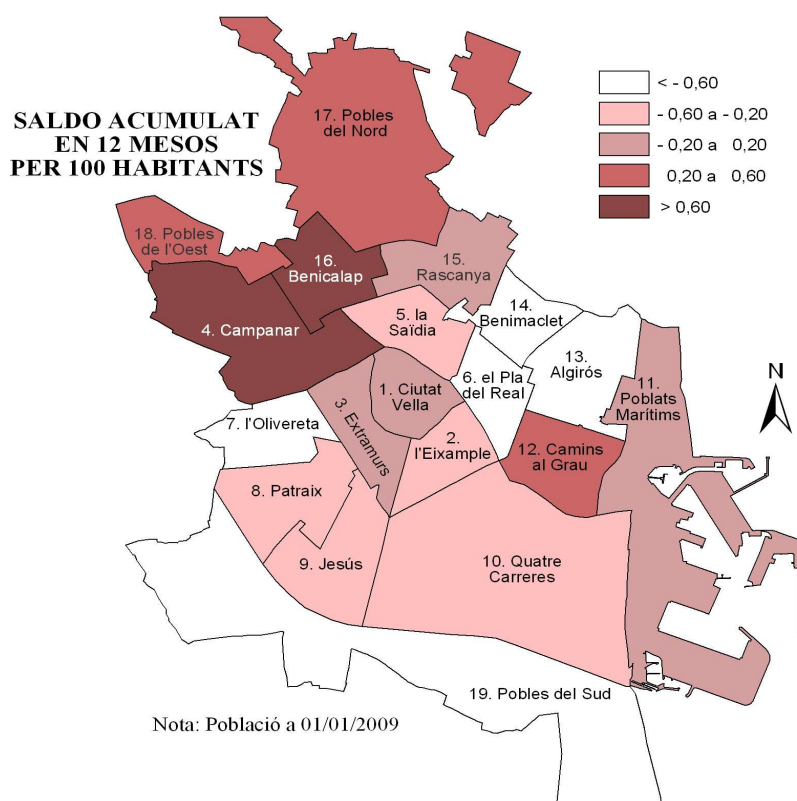 SALDO ACUMULAT
EN 12 MESOS
PER 100 HABITANTS
< - 0,60
- 0,60 a - 0,20
- 0,20 a 0,20
0,20 a 0,60
> 0,60
17. Pobles
del Nord
18. Pobles
de l'Oest
16.
Benicalap
15.
Rascanya
14.
Benimaclet
4. Campanar
5. la
Saïdia
13.
Algirós
6. el Pla
del Real
11.
Poblats
Marítims
N
1. Ciutat
Vella
3. Extramurs
7. l'Olivereta
2.
l'Eixample
12. Camins
al Grau
8. Patraix
9. Jesús
10. Quatre
Carreres
19. Pobles del Sud
Nota: Població a 01/01/2009